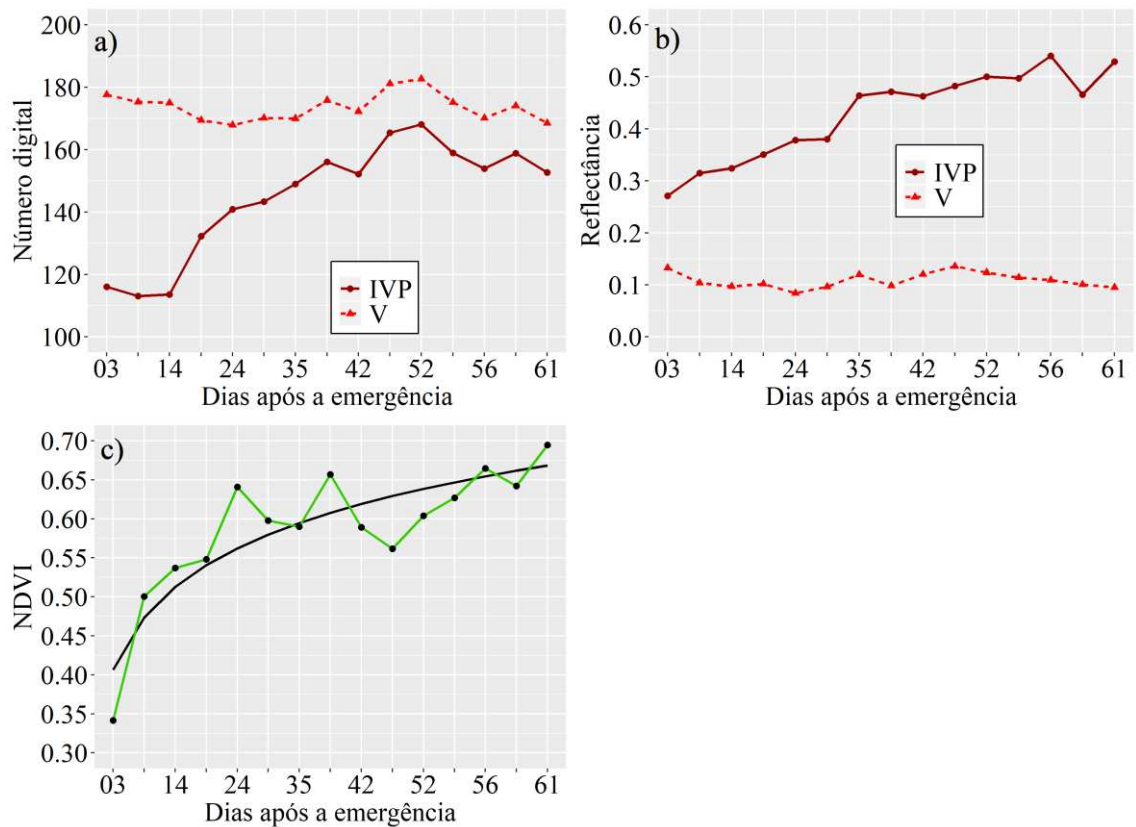 a)
Número digital
200
180
160
140
120
100
IVP
V
03 14 24 35 42 52 56 61
Dias após a emergência
b)
Reflectância
0.6
0.5
0.4
0.3
0.2
0.1
0.0
IVP
V
03 14 24 35 42 52 56 61
Dias após a emergência
c)
NDVI
0.70
0.65
0.60
0.55
0.50
0.45
0.40
0.35
0.30
03 14 24 35 42 52 56 61
Dias após a emergência